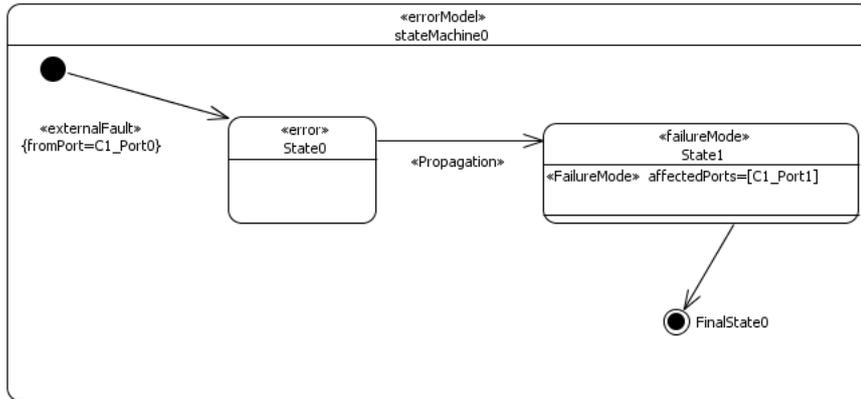 «errorModel»
stateMachine0
«externalFault»
{fromPort=C1_Port0}
«error»
State0
«Propagation»
«failureMode»
State1
«FailureMode» affectedPorts=[C1_Port1]
FinalState0